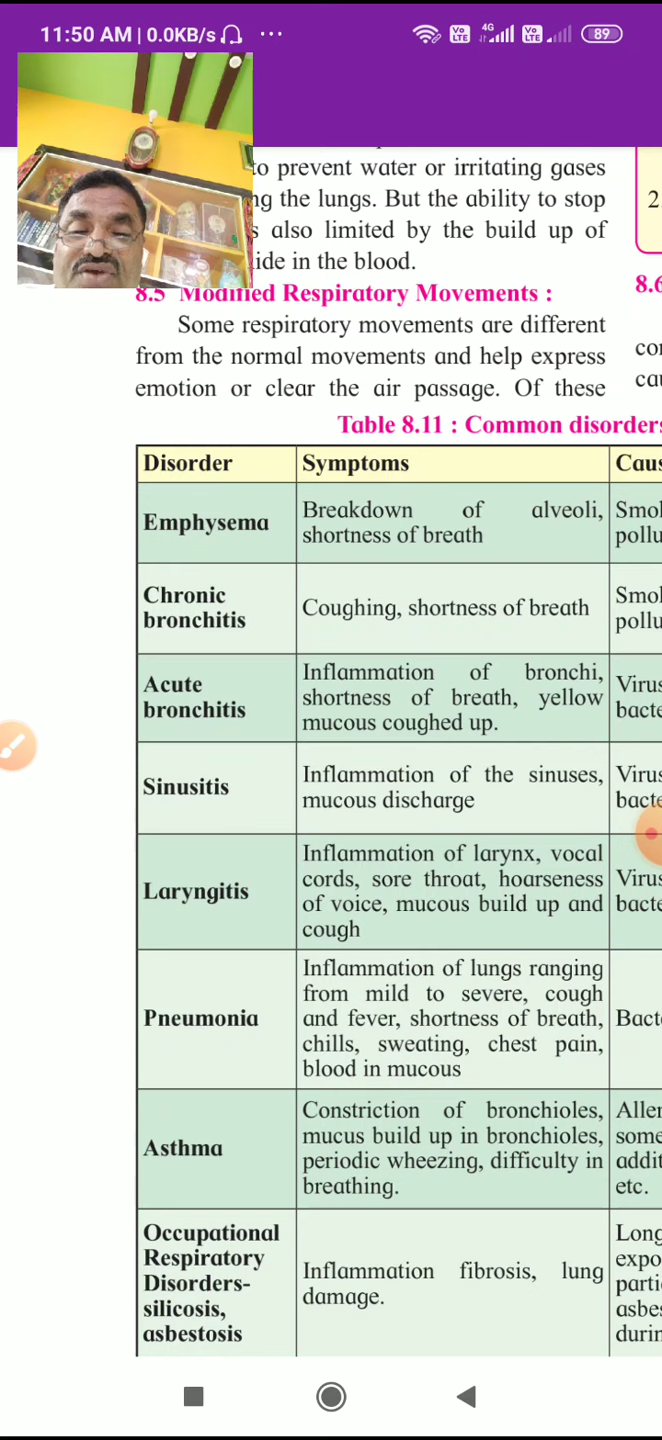 11:50 AM | 0.0KB/s
Vo LTE 4G Vo LTE 89
to prevent water or irritating gases
the lungs. But the ability to stop
also limited by the build up of
in the blood.
2.
8.5 Modified Respiratory Movements :
Some respiratory movements are different
from the normal movements and help express
emotion or clear the air passage. Of these
Table 8.11 : Common disorders
Disorder Symptoms
Emphysema
Breakdown of alveoli,
shortness of breath
Chronic
bronchitis
Coughing, shortness of breath
Acute
bronchitis
Inflammation of bronchi,
shortness of breath, yellow
mucous coughed up.
Sinusitis
Inflammation of the sinuses,
mucous discharge
Laryngitis
Inflammation of larynx, vocal
cords, sore throat, hoarseness
of voice, mucous build up and
cough
Pneumonia
Inflammation of lungs ranging
from mild to severe, cough
and fever, shortness of breath,
chills, sweating, chest pain,
blood in mucous
Asthma
Constriction of bronchioles,
mucus build up in bronchioles,
periodic wheezing, difficulty in
breathing.
some
etc.
Occupational
Respiratory
Disorders-
silicosis,
asbestosis
Inflammation fibrosis, lung
damage.